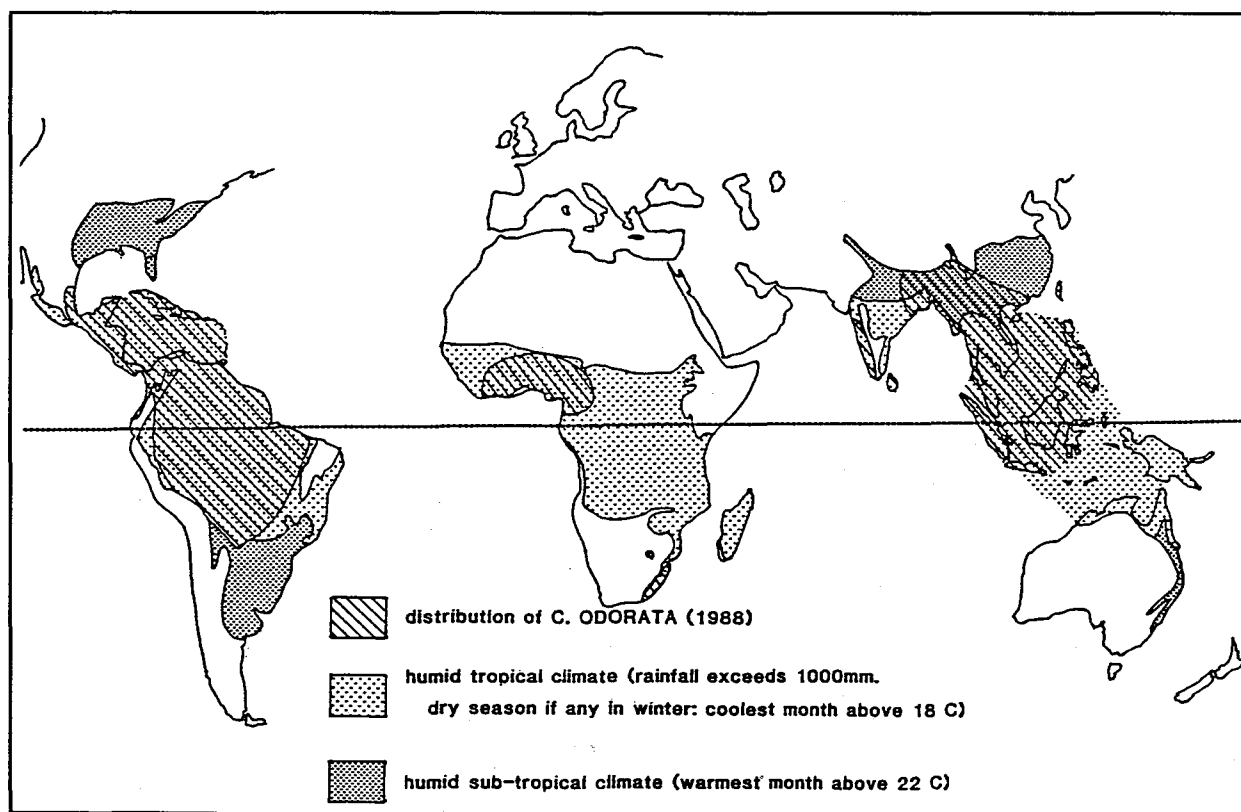 distribution of C. ODORATA (1988)
humid tropical climate (rainfall exceeds 1000mm.
dry season if any in winter: coolest month above 18 C)
humid sub-tropical climate (warmest month above 22 C)